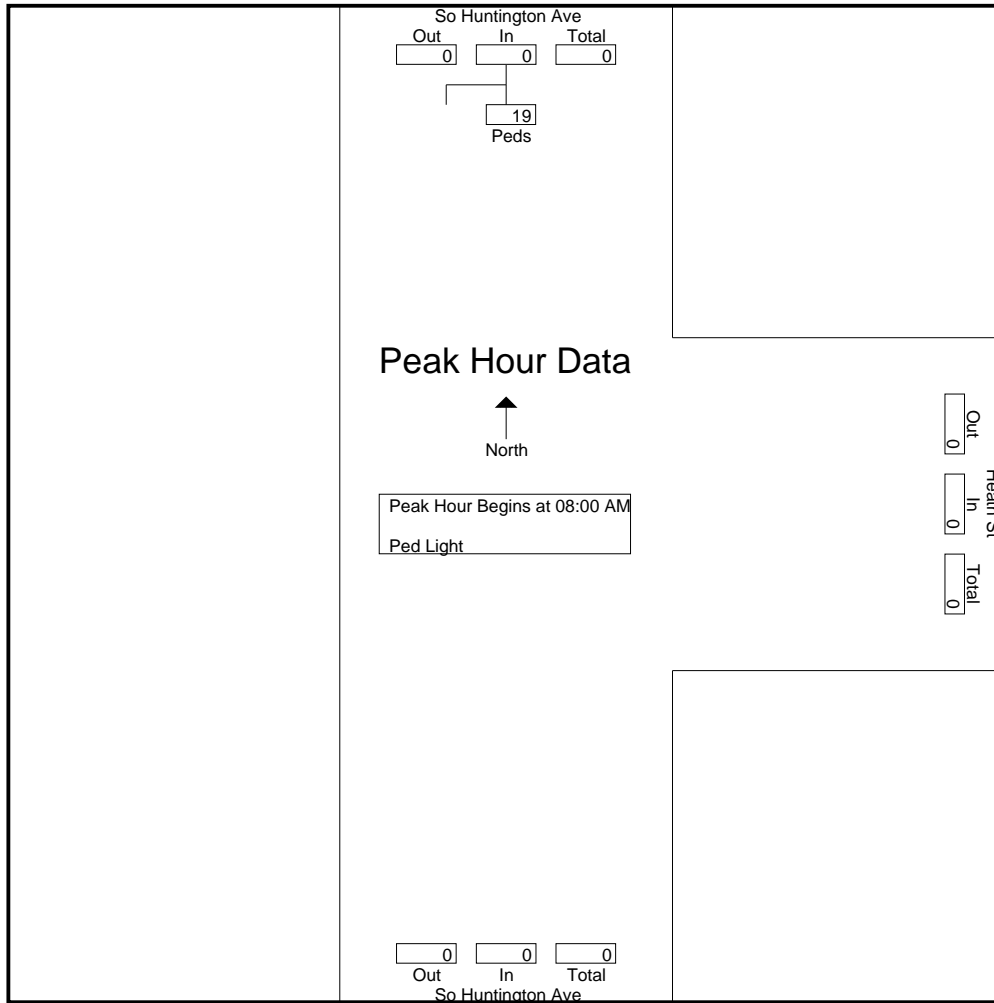 So Huntington Ave
Out In Total
0 0 0
19
Peds
Peak Hour Data
North
Peak Hour Begins at 08:00 AM
Ped Light
Out
0
In
0
Total
0
Heath St
0 0 0
Out In Total
So Huntington Ave